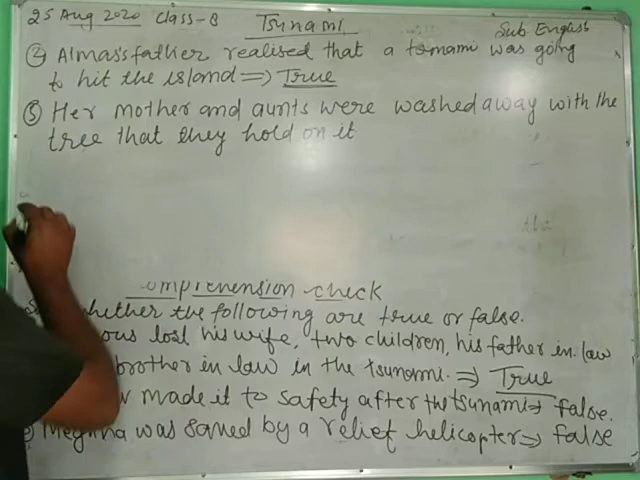 25 Aug 2020 Class-8 Tsunami Sub English
④ Almas's father realised that a tsnami was going
to hit the island => True
⑤ Her mother and aunts were washed away with the
tree that they hold on it
omprehension check
whether the following are true or false.
ous lost his wife, two children, his father in law
brother in law in the tsunami. => True
made it to safety after the tsunami => false.
Meghna was saved by a relief helicopter => false